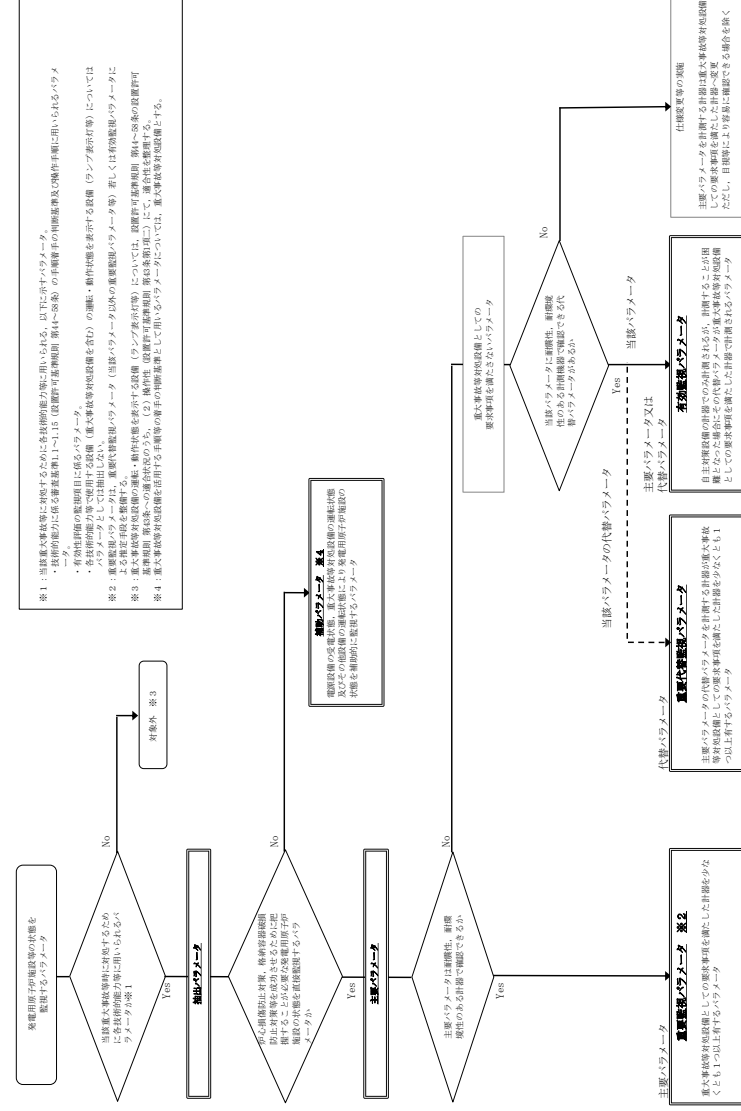 発電用原子炉施設等の状態を
監視するパラメータ
当該重大事故等時に対処するため
に各技術的能力等に用いられるパ
ラメータか※１
No
対象外　※３
Yes
抽出パラメータ
炉心損傷防止対策、格納容器破損
防止対策等を成功させるために把
握することが必要な発電用原子炉
施設の状態を直接監視するパラ
メータか
No
補助パラメータ　※４
電源設備の受電状態、重大事故等対処設備の運転状態
及びその他設備の運転状態により発電用原子炉施設の
状態を補助的に監視するパラメータ
Yes
主要パラメータ
主要パラメータは耐震性、耐環
境性のある計器で確認できるか
No
Yes
重大事故等対処設備としての
要求事項を満たさないパラメータ
当該パラメータに耐震性、耐環境
性のある計測機器で確認できる代
替パラメータがあるか
No
Yes
当該パラメータ
当該パラメータの代替パラメータ
主要パラメータ
重要監視パラメータ　※２
重大事故等対処設備としての要求事項を満たした計器を少な
くとも１つ以上有するパラメータ
代替パラメータ
重要代替監視パラメータ
主要パラメータの代替パラメータを計測する計器が重大事故
等対処設備としての要求事項を満たした計器を少なくとも１
つ以上有するパラメータ
主要パラメータ又は
代替パラメータ
有効監視パラメータ
自主対策設備の計器でのみ計測されるが、計測することが困
難となった場合にその代替パラメータが重大事故等対処設備
としての要求事項を満たした計器で計測されるパラメータ
仕様変更等の実施
主要パラメータを計測する計器は重大事故等対処設備
しての要求事項を満たした計器へ変更
ただし、目視等により容易に確認できる場合を除く
※１：当該重大事故等に対処するために各技術的能力等に用いられる、以下に示すパラメータ。
・技術的能力に係る審査基準1.1～1.15（設置許可基準規則　第44～58条）の手順着手の判断基準及び操作手順に用いられるパラメ
ータ。
・有効性評価の監視項目に係るパラメータ。
・各技術的能力等で使用する設備（重大事故等対処設備を含む）の運転・動作状態を表示する設備（ランプ表示灯等）については
パラメータとしては抽出しない。
※２：重要監視パラメータは、重要代替監視パラメータ（当該パラメータ以外の重要監視パラメータ等）若しくは有効監視パラメータに
よる推定手段を整備する。
※３：重大事故等対処設備の運転・動作状態を表示する設備（ランプ表示灯等）については、設置許可基準規則　第44～58条の設置許可
基準規則　第43条への適合状況のうち、（２）操作性（設置許可基準規則　第43条第1項二）にて、適合性を整理する。
※４：重大事故等対処設備を活用する手順等の着手の判断基準として用いるパラメータについては、重大事故等対処設備とする。